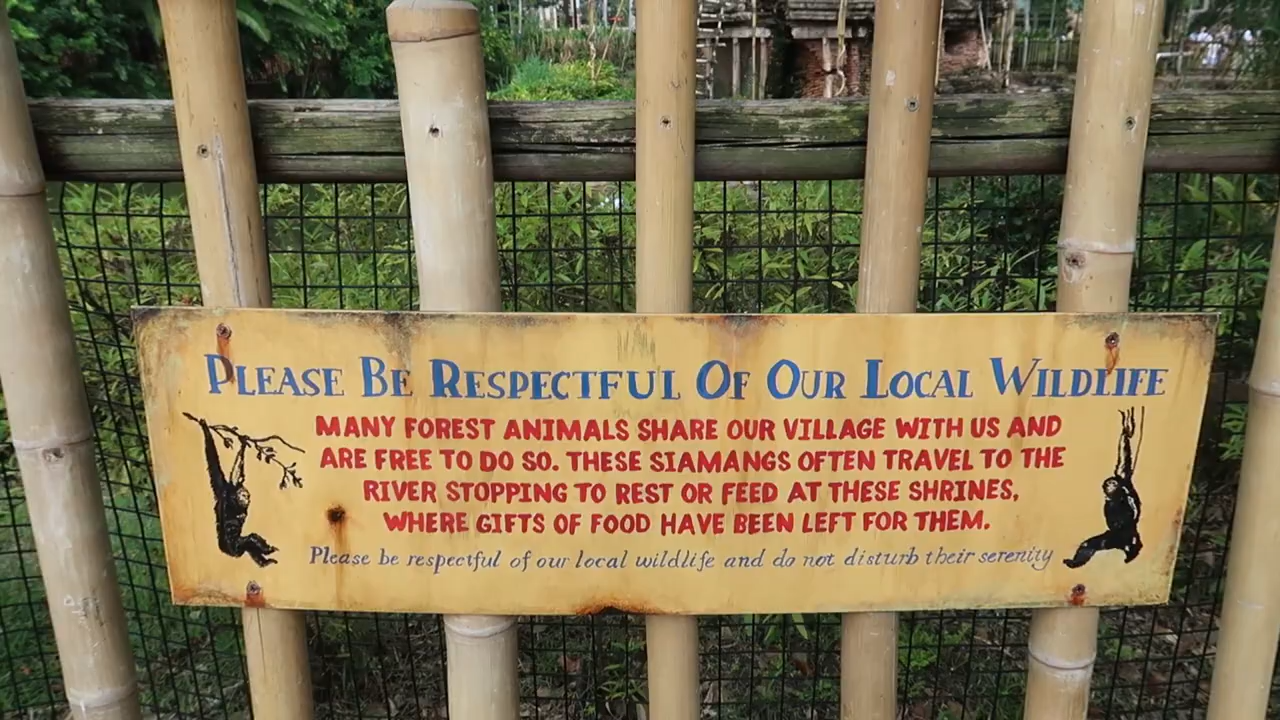 PLEASE BE RESPECTFUL OF OUR LOCAL WILDLIFE
MANY FOREST ANIMALS SHARE OUR VILLAGE WITH US AND
ARE FREE TO DO SO. THESE SIAMANGS OFTEN TRAVEL TO THE
RIVER STOPPING TO REST OR FEED AT THESE SHRINES,
WHERE GIFTS OF FOOD HAVE BEEN LEFT FOR THEM.
Please be respectful of our local wildlife and do not disturb their serenity